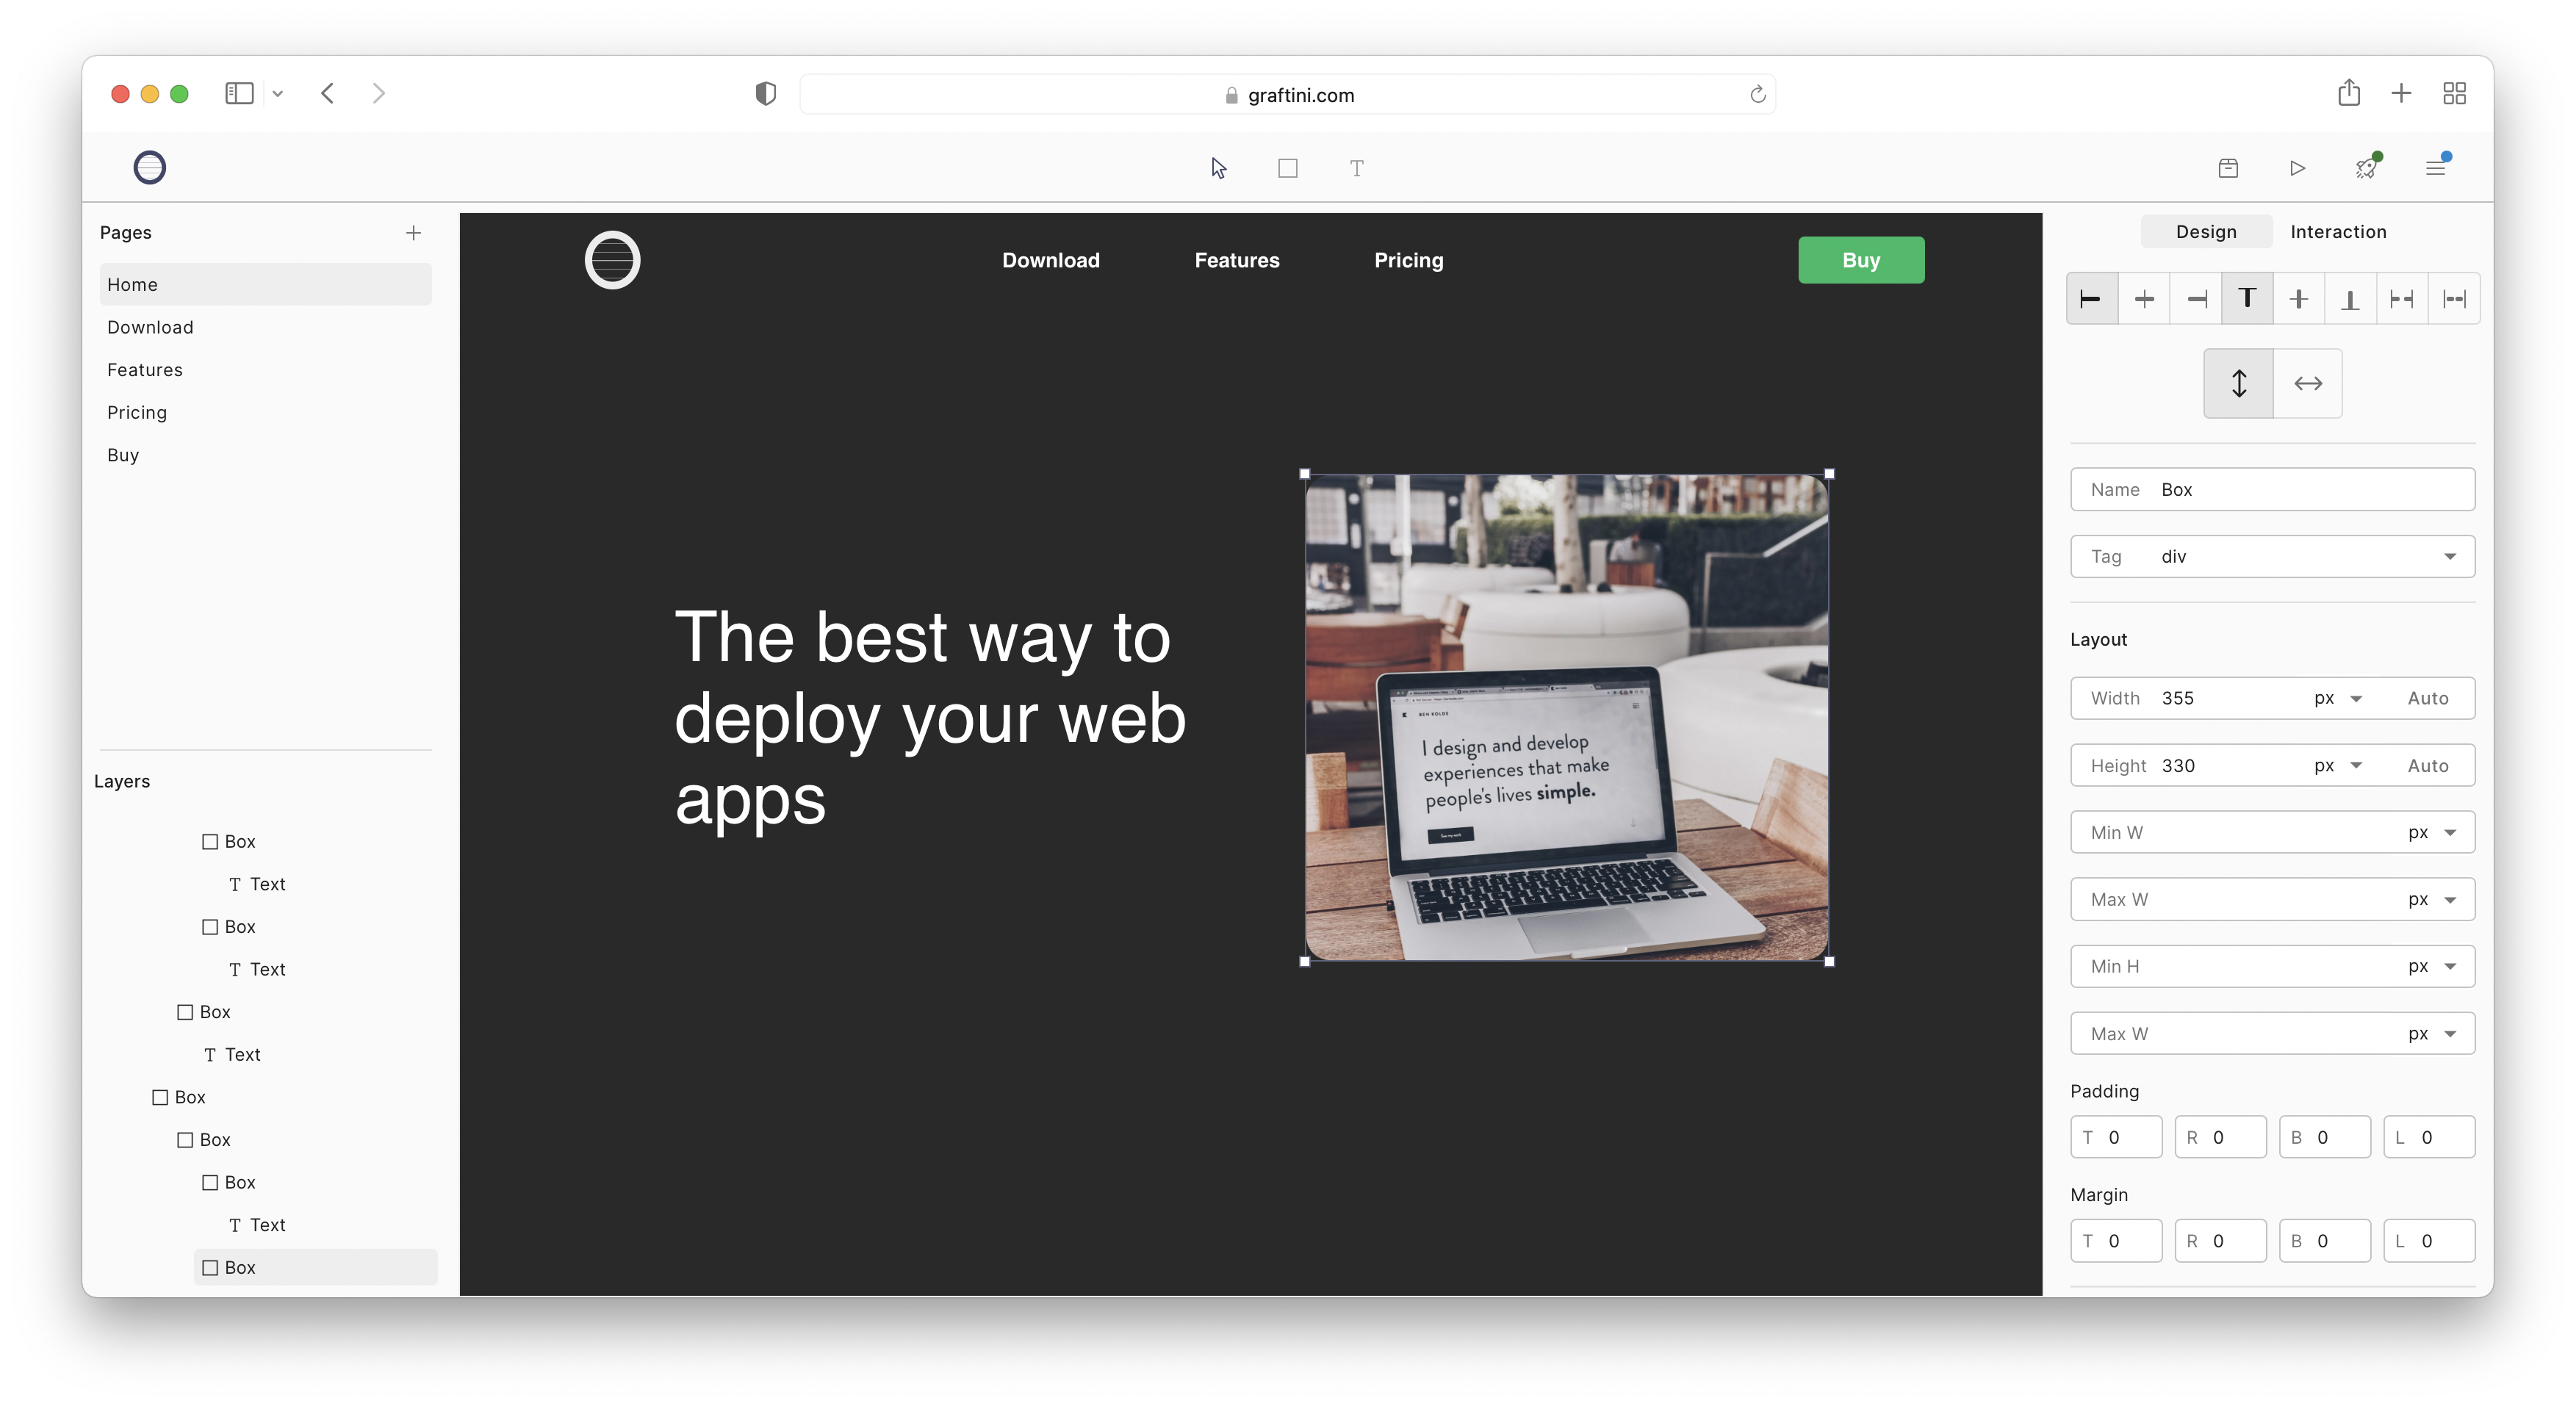 graftini.com
T
Pages
Home
Download
Features
Pricing
Buy
Layers
Box
T Text
Box
T Text
Box
T Text
Box
Box
Box
T Text
Box
Download Features Pricing Buy
The best way to
deploy your web
apps
BEN KOLDE
I design and develop
experiences that make
people's lives simple.
Design Interaction
Name Box
Tag div
Layout
Width 355 px Auto
Height 330 px Auto
Min W px
Max W px
Min H px
Max W px
Padding
T 0 R 0 B 0 L 0
Margin
T 0 R 0 B 0 L 0